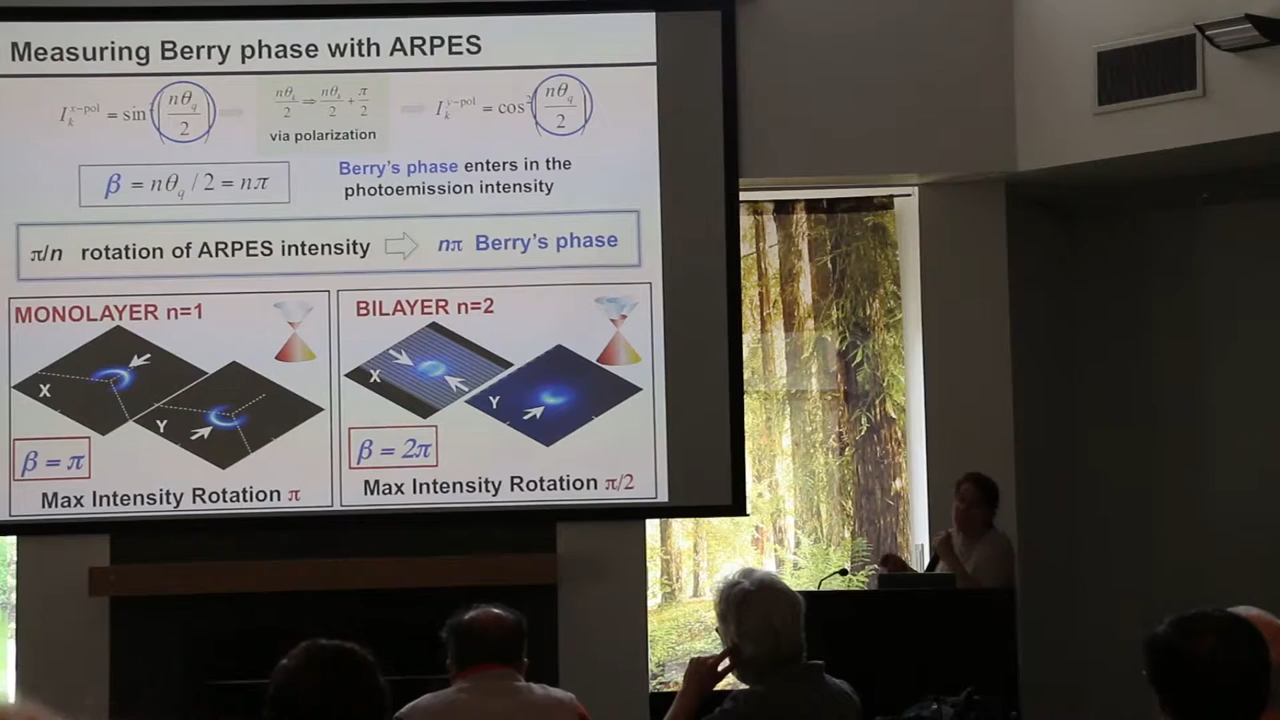 Measuring Berry phase with ARPES
I_k^{x-pol} = sin²(nθ_q/2)
nθ_k/2 ⇒ nθ_k/2 + π/2
via polarization
I_k^{y-pol} = cos²(nθ_q/2)
β = nθ_q / 2 = nπ
Berry's phase enters in the
photoemission intensity
π/n rotation of ARPES intensity
nπ Berry's phase
MONOLAYER n=1
X
Y
β = π
Max Intensity Rotation π
BILAYER n=2
X
Y
β = 2π
Max Intensity Rotation π/2